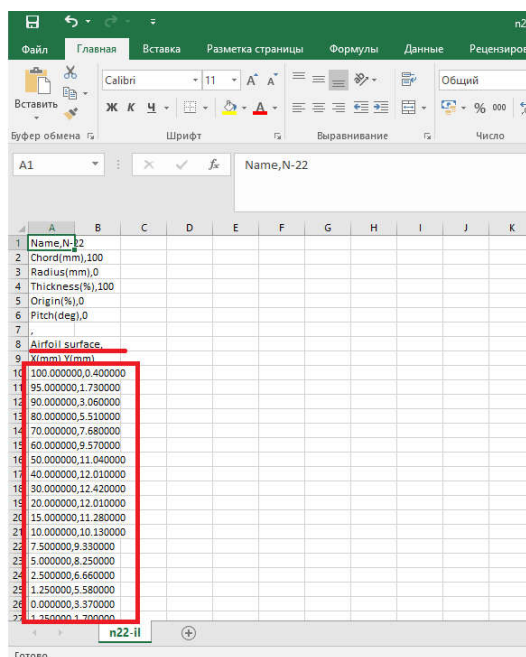 n2
Файл Главная Вставка Разметка страницы Формулы Данные Рецензиров
Вставить
Calibri 11 A A
Ж К Ч А
Общий
% 000
Буфер обмена Шрифт Выравнивание Число
A1 fx Name,N-22
A B C D E F G H I J K
1 Name,N-22
2 Chord(mm),100
3 Radius(mm),0
4 Thickness(%),100
5 Origin(%),0
6 Pitch(deg),0
7 ,
8 Airfoil surface,
9 X(mm),Y(mm)
10 100.000000,0.400000
11 95.000000,1.730000
12 90.000000,3.060000
13 80.000000,5.510000
14 70.000000,7.680000
15 60.000000,9.570000
16 50.000000,11.040000
17 40.000000,12.010000
18 30.000000,12.420000
19 20.000000,12.010000
20 15.000000,11.280000
21 10.000000,10.130000
22 7.500000,9.330000
23 5.000000,8.250000
24 2.500000,6.660000
25 1.250000,5.580000
26 0.000000,3.370000
27 1.250000,1.700000
n22-il
Готово